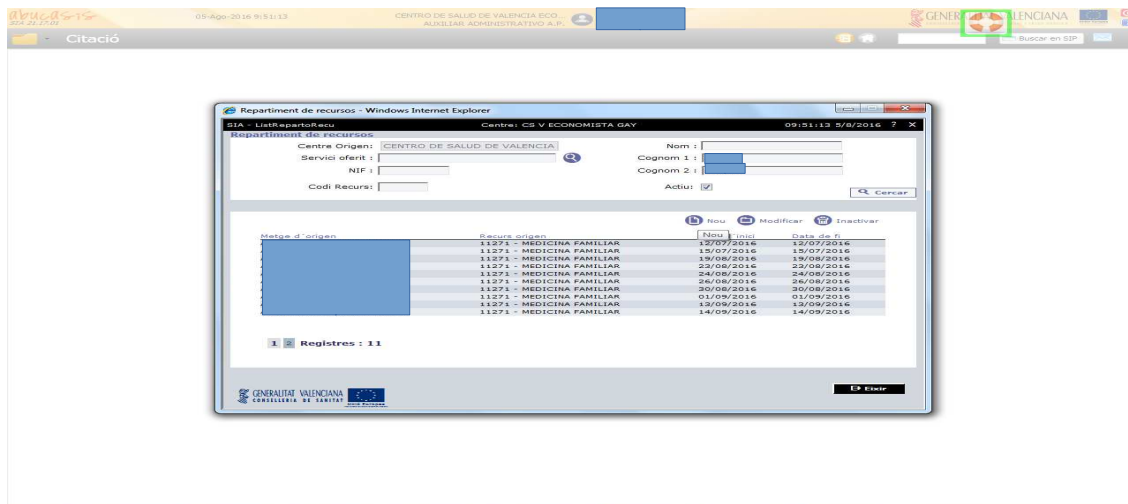 abucasis
SIA 21.17.01
05-Ago-2016 9:51:13
CENTRO DE SALUD DE VALENCIA ECO...
AUXILIAR ADMINISTRATIVO A.P.
GENER LENCIANA
Citació
Buscar en SIP
Repartiment de recursos - Windows Internet Explorer
SIA - ListRepartoRecu Centre: CS V ECONOMISTA GAY 09:51:13 5/8/2016 ? X
Repartiment de recursos
Centre Origen: CENTRO DE SALUD DE VALENCIA Nom :
Servici oferit : Cognom 1 :
NIF : Cognom 2 :
Codi Recurs: Actiu:
Cercar
Nou Modificar Inactivar
Metge d´origen Recurs origen inici Data de fi
Nou
11271 - MEDICINA FAMILIAR 12/07/2016 12/07/2016
11271 - MEDICINA FAMILIAR 15/07/2016 15/07/2016
11271 - MEDICINA FAMILIAR 19/08/2016 19/08/2016
11271 - MEDICINA FAMILIAR 23/08/2016 23/08/2016
11271 - MEDICINA FAMILIAR 24/08/2016 24/08/2016
11271 - MEDICINA FAMILIAR 26/08/2016 26/08/2016
11271 - MEDICINA FAMILIAR 30/08/2016 30/08/2016
11271 - MEDICINA FAMILIAR 01/09/2016 01/09/2016
11271 - MEDICINA FAMILIAR 13/09/2016 13/09/2016
11271 - MEDICINA FAMILIAR 14/09/2016 14/09/2016
1 2 Registres : 11
GENERALITAT VALENCIANA
CONSELLERIA DE SANITAT
Eixir